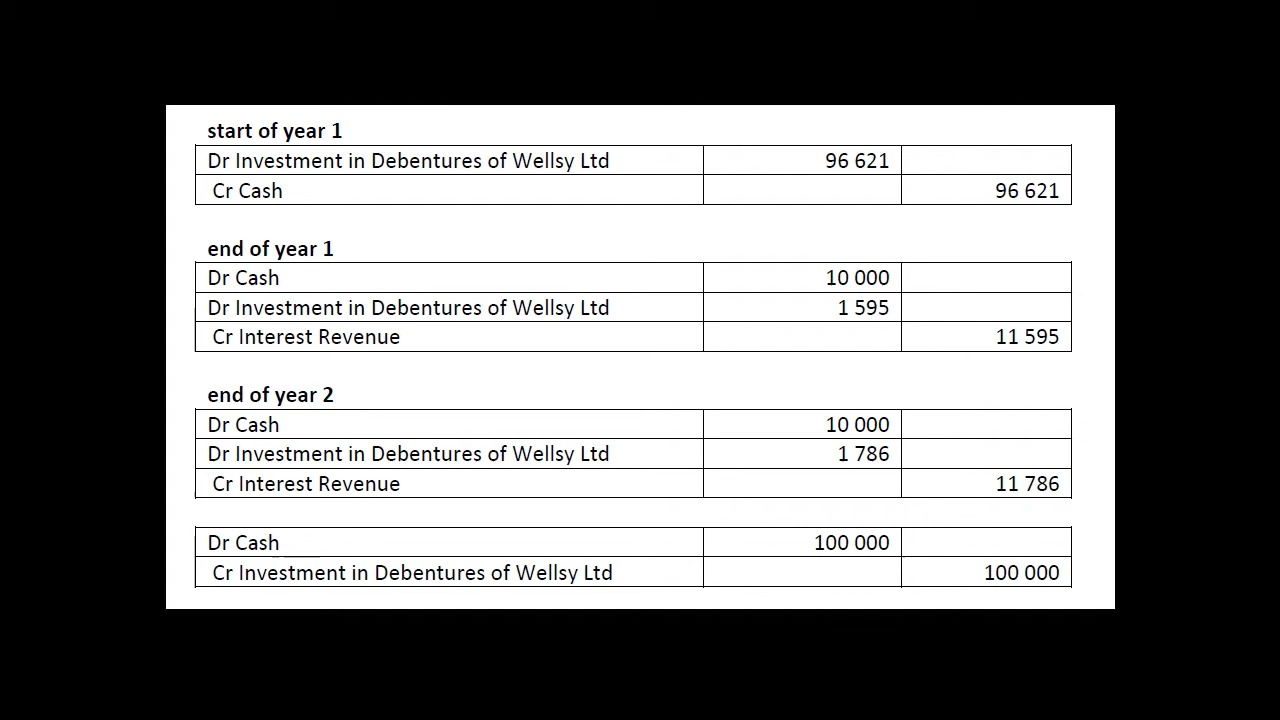 start of year 1
Dr Investment in Debentures of Wellsy Ltd 96 621
Cr Cash 96 621
end of year 1
Dr Cash 10 000
Dr Investment in Debentures of Wellsy Ltd 1 595
Cr Interest Revenue 11 595
end of year 2
Dr Cash 10 000
Dr Investment in Debentures of Wellsy Ltd 1 786
Cr Interest Revenue 11 786
Dr Cash 100 000
Cr Investment in Debentures of Wellsy Ltd 100 000